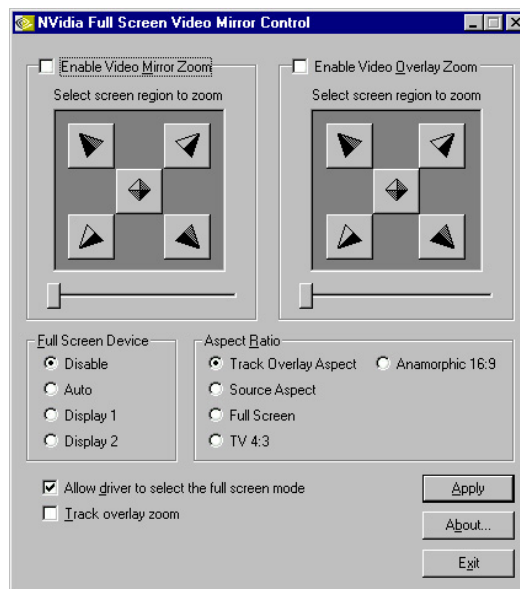 NVidia Full Screen Video Mirror Control
Enable Video Mirror Zoom
Select screen region to zoom
Enable Video Overlay Zoom
Select screen region to zoom
Full Screen Device
Disable
Auto
Display 1
Display 2
Aspect Ratio
Track Overlay Aspect
Anamorphic 16:9
Source Aspect
Full Screen
TV 4:3
Allow driver to select the full screen mode
Track overlay zoom
Apply
About...
Exit